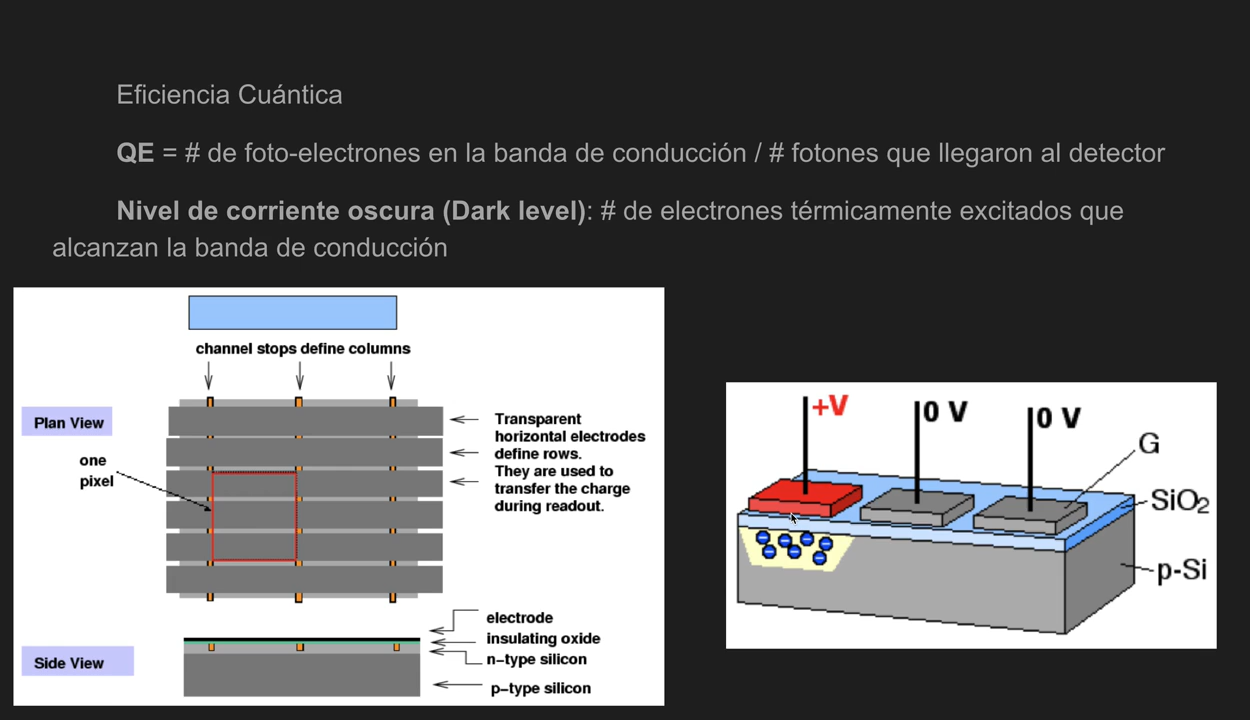 Eficiencia Cuántica
QE = # de foto-electrones en la banda de conducción / # fotones que llegaron al detector
Nivel de corriente oscura (Dark level): # de electrones térmicamente excitados que
alcanzan la banda de conducción
channel stops define columns
Plan View
one
pixel
Transparent
horizontal electrodes
define rows.
They are used to
transfer the charge
during readout.
Side View
electrode
insulating oxide
n-type silicon
p-type silicon
+V
0 V
0 V
G
SiO2
p-Si